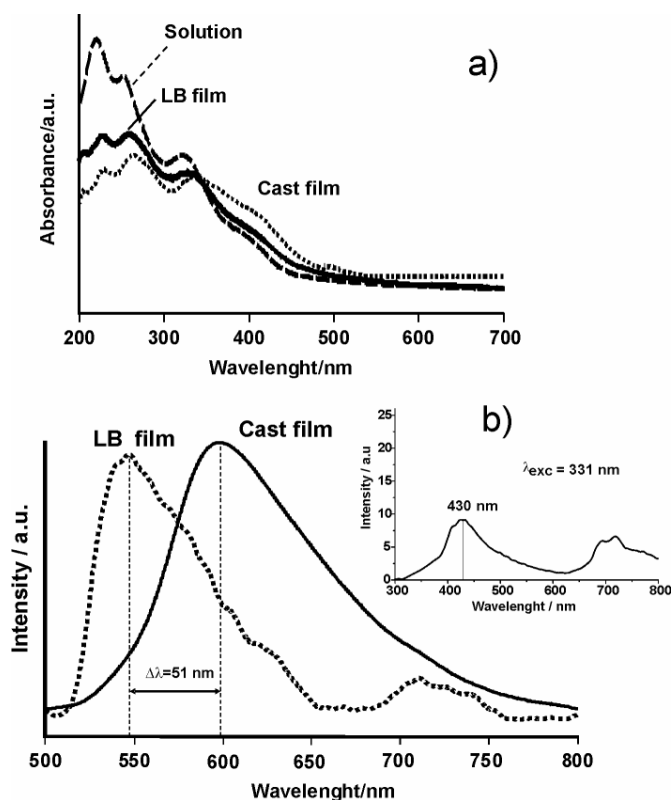 Solution
a)
LB film
Cast film
Absorbance/a.u.
200 300 400 500 600 700
Wavelenght/nm
b)
LB film
Cast film
Δλ=51 nm
Intensity / a.u.
500 550 600 650 700 750 800
Wavelenght/nm
25
20
15
10
5
0
Intensity / a.u
λexc = 331 nm
430 nm
300 400 500 600 700 800
Wavelenght / nm